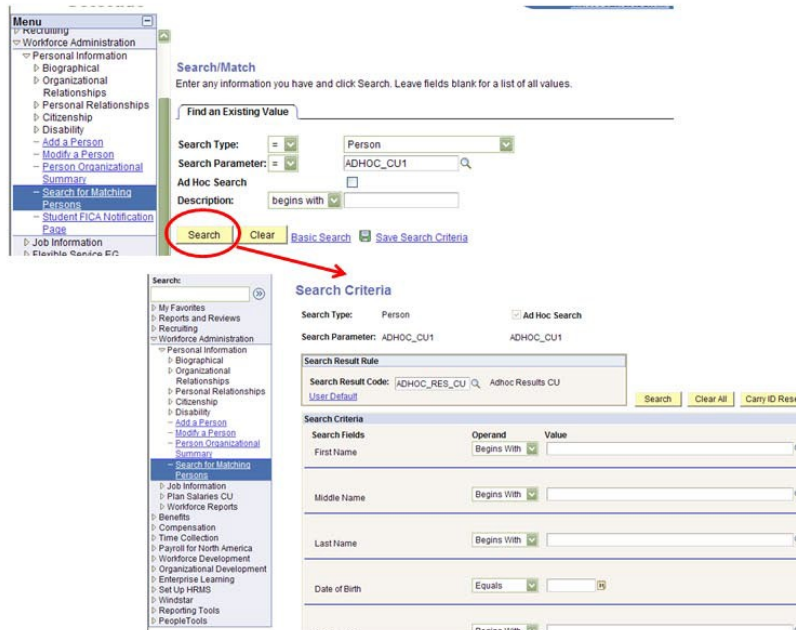 Menu
Recruiting
Workforce Administration
Personal Information
Biographical
Organizational
Relationships
Personal Relationships
Citizenship
Disability
Add a Person
Modify a Person
Person Organizational
Summary
Search for Matching
Persons
Student FICA Notification
Page
Job Information
Flexible Service EG
Search/Match
Enter any information you have and click Search. Leave fields blank for a list of all values.
Find an Existing Value
Search Type: = Person
Search Parameter: = ADHOC_CU1
Ad Hoc Search
Description: begins with
Search Clear Basic Search Save Search Criteria
Search:
My Favorites
Reports and Reviews
Recruiting
Workforce Administration
Personal Information
Biographical
Organizational
Relationships
Personal Relationships
Citizenship
Disability
Add a Person
Modify a Person
Person Organizational
Summary
Search for Matching
Persons
Job Information
Plan Salaries CU
Workforce Reports
Benefits
Compensation
Time Collection
Payroll for North America
Workforce Development
Organizational Development
Enterprise Learning
Set Up HRMS
Windstar
Reporting Tools
PeopleTools
Search Criteria
Search Type: Person Ad Hoc Search
Search Parameter: ADHOC_CU1 ADHOC_CU1
Search Result Rule
Search Result Code: ADHOC_RES_CU Adhoc Results CU
User Default
Search Clear All Carry ID Rese
Search Criteria
Search Fields Operand Value
First Name Begins With
Middle Name Begins With
Last Name Begins With
Date of Birth Equals
Begins With